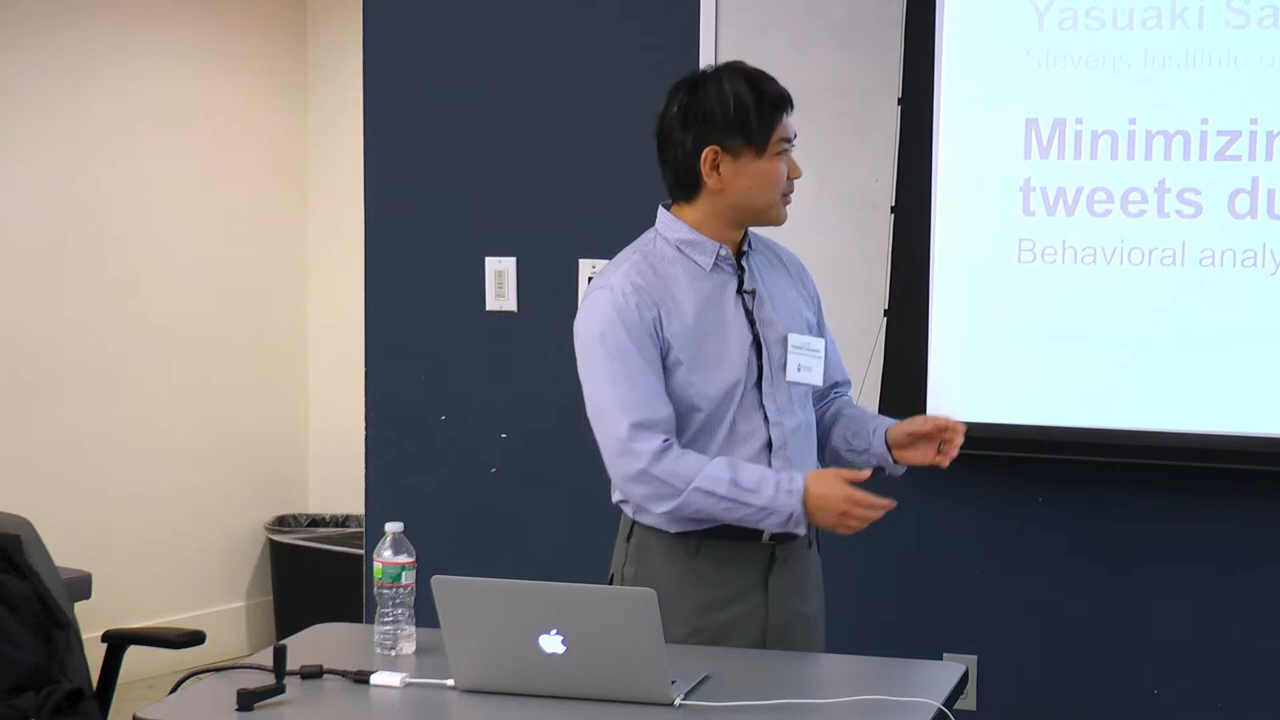 Yasuaki Sa
Stevens Institute o
Minimizin
tweets du
Behavioral analy